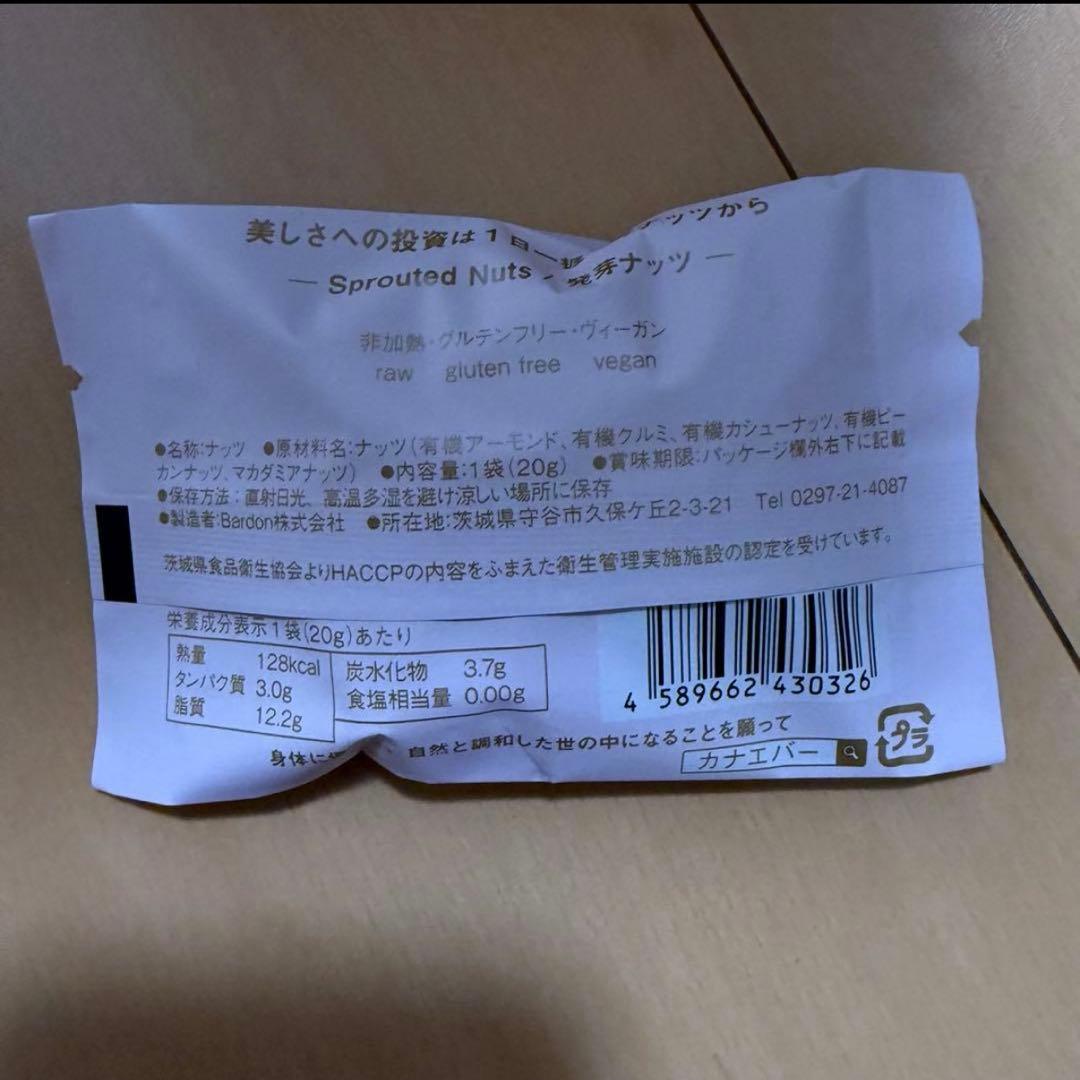 美しさへの投資は1日一 ナッツから
— Sprouted Nuts - 発芽ナッツ —
非加熱・グルテンフリー・ヴィーガン
raw gluten free vegan
●名称:ナッツ ●原材料名:ナッツ(有機アーモンド、有機クルミ、有機カシューナッツ、有機ピー
カンナッツ、マカダミアナッツ) ●内容量:1袋(20g) ●賞味期限:パッケージ欄外右下に記載
●保存方法:直射日光、高温多湿を避け涼しい場所に保存
●製造者:Bardon株式会社 ●所在地:茨城県守谷市久保ケ丘2-3-21 Tel 0297-21-4087
茨城県食品衛生協会よりHACCPの内容をふまえた衛生管理実施施設の認定を受けています。
栄養成分表示1袋(20g)あたり
熱量 128kcal 炭水化物 3.7g
タンパク質 3.0g 食塩相当量 0.00g
脂質 12.2g
4 589662 430326
身体に 自然と調和した世の中になることを願って
カナエバー
プラ